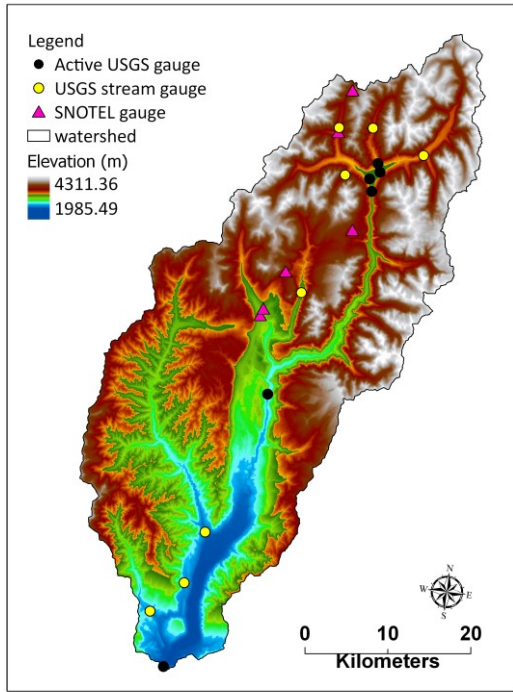 Legend
Active USGS gauge
USGS stream gauge
SNOTEL gauge
watershed
Elevation (m)
4311.36
1985.49
N
W E
S
0 10 20
Kilometers